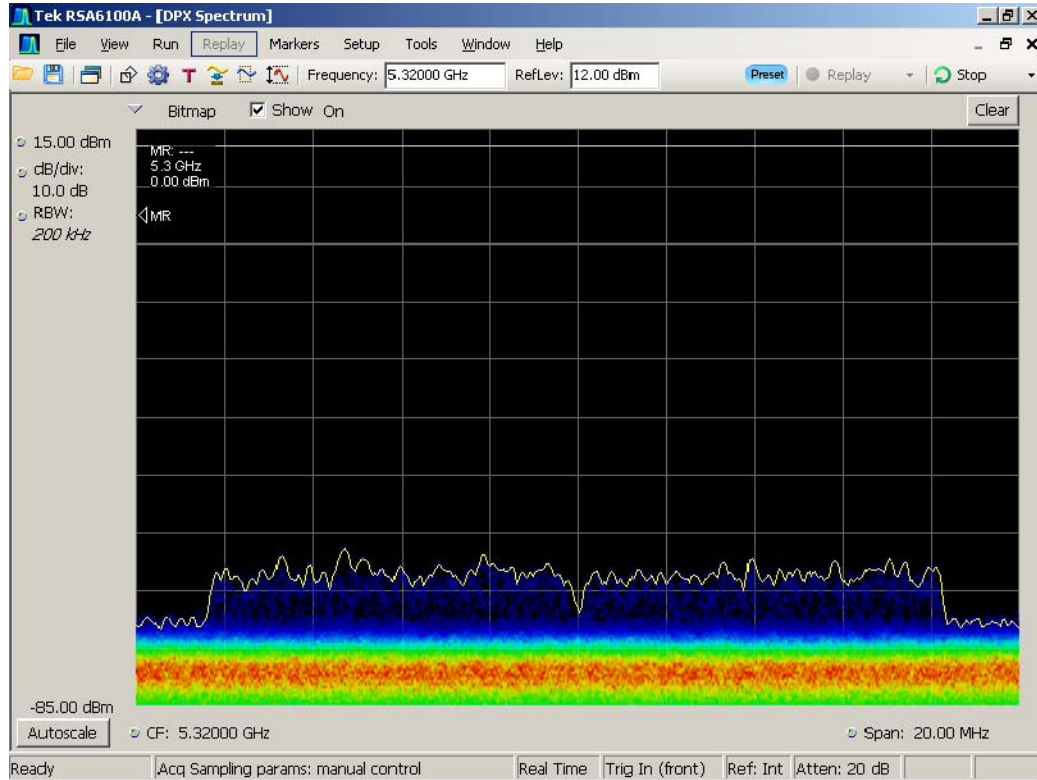 Tek RSA6100A - [DPX Spectrum]
File View Run Replay Markers Setup Tools Window Help
Frequency: 5.32000 GHz RefLev: 12.00 dBm Preset Replay Stop
Bitmap Show On Clear
15.00 dBm
dB/div:
10.0 dB
RBW:
200 kHz
MR: ---
5.3 GHz
0.00 dBm
MR
-85.00 dBm
Autoscale CF: 5.32000 GHz Span: 20.00 MHz
Ready Acq Sampling params: manual control Real Time Trig In (front) Ref: Int Atten: 20 dB